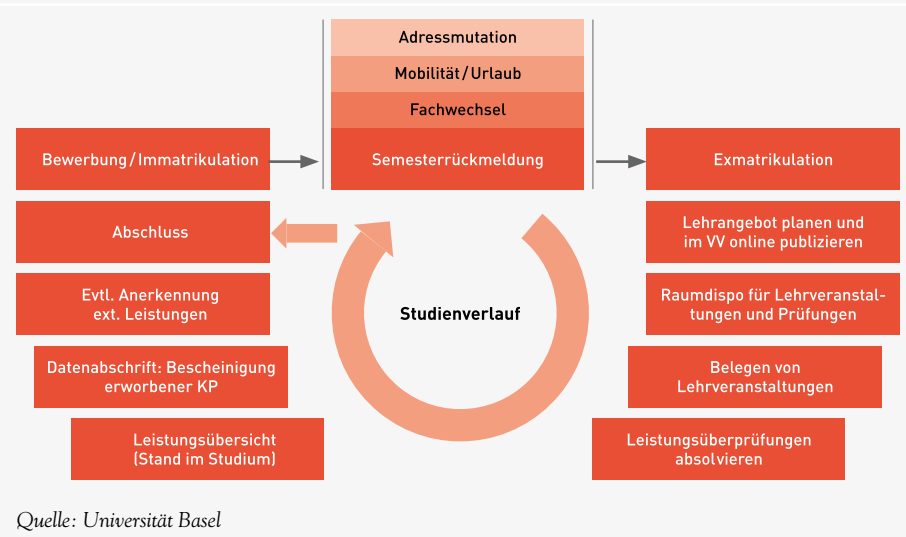 Adressmutation
Mobilität / Urlaub
Fachwechsel
Bewerbung / Immatrikulation
Semesterrückmeldung
Exmatrikulation
Abschluss
Lehrangebot planen und
im VV online publizieren
Evtl. Anerkennung
ext. Leistungen
Studienverlauf
Raumdispo für Lehrveranstal-
tungen und Prüfungen
Datenabschrift: Bescheinigung
erworbener KP
Belegen von
Lehrveranstaltungen
Leistungsübersicht
(Stand im Studium)
Leistungsüberprüfungen
absolvieren
Quelle: Universität Basel